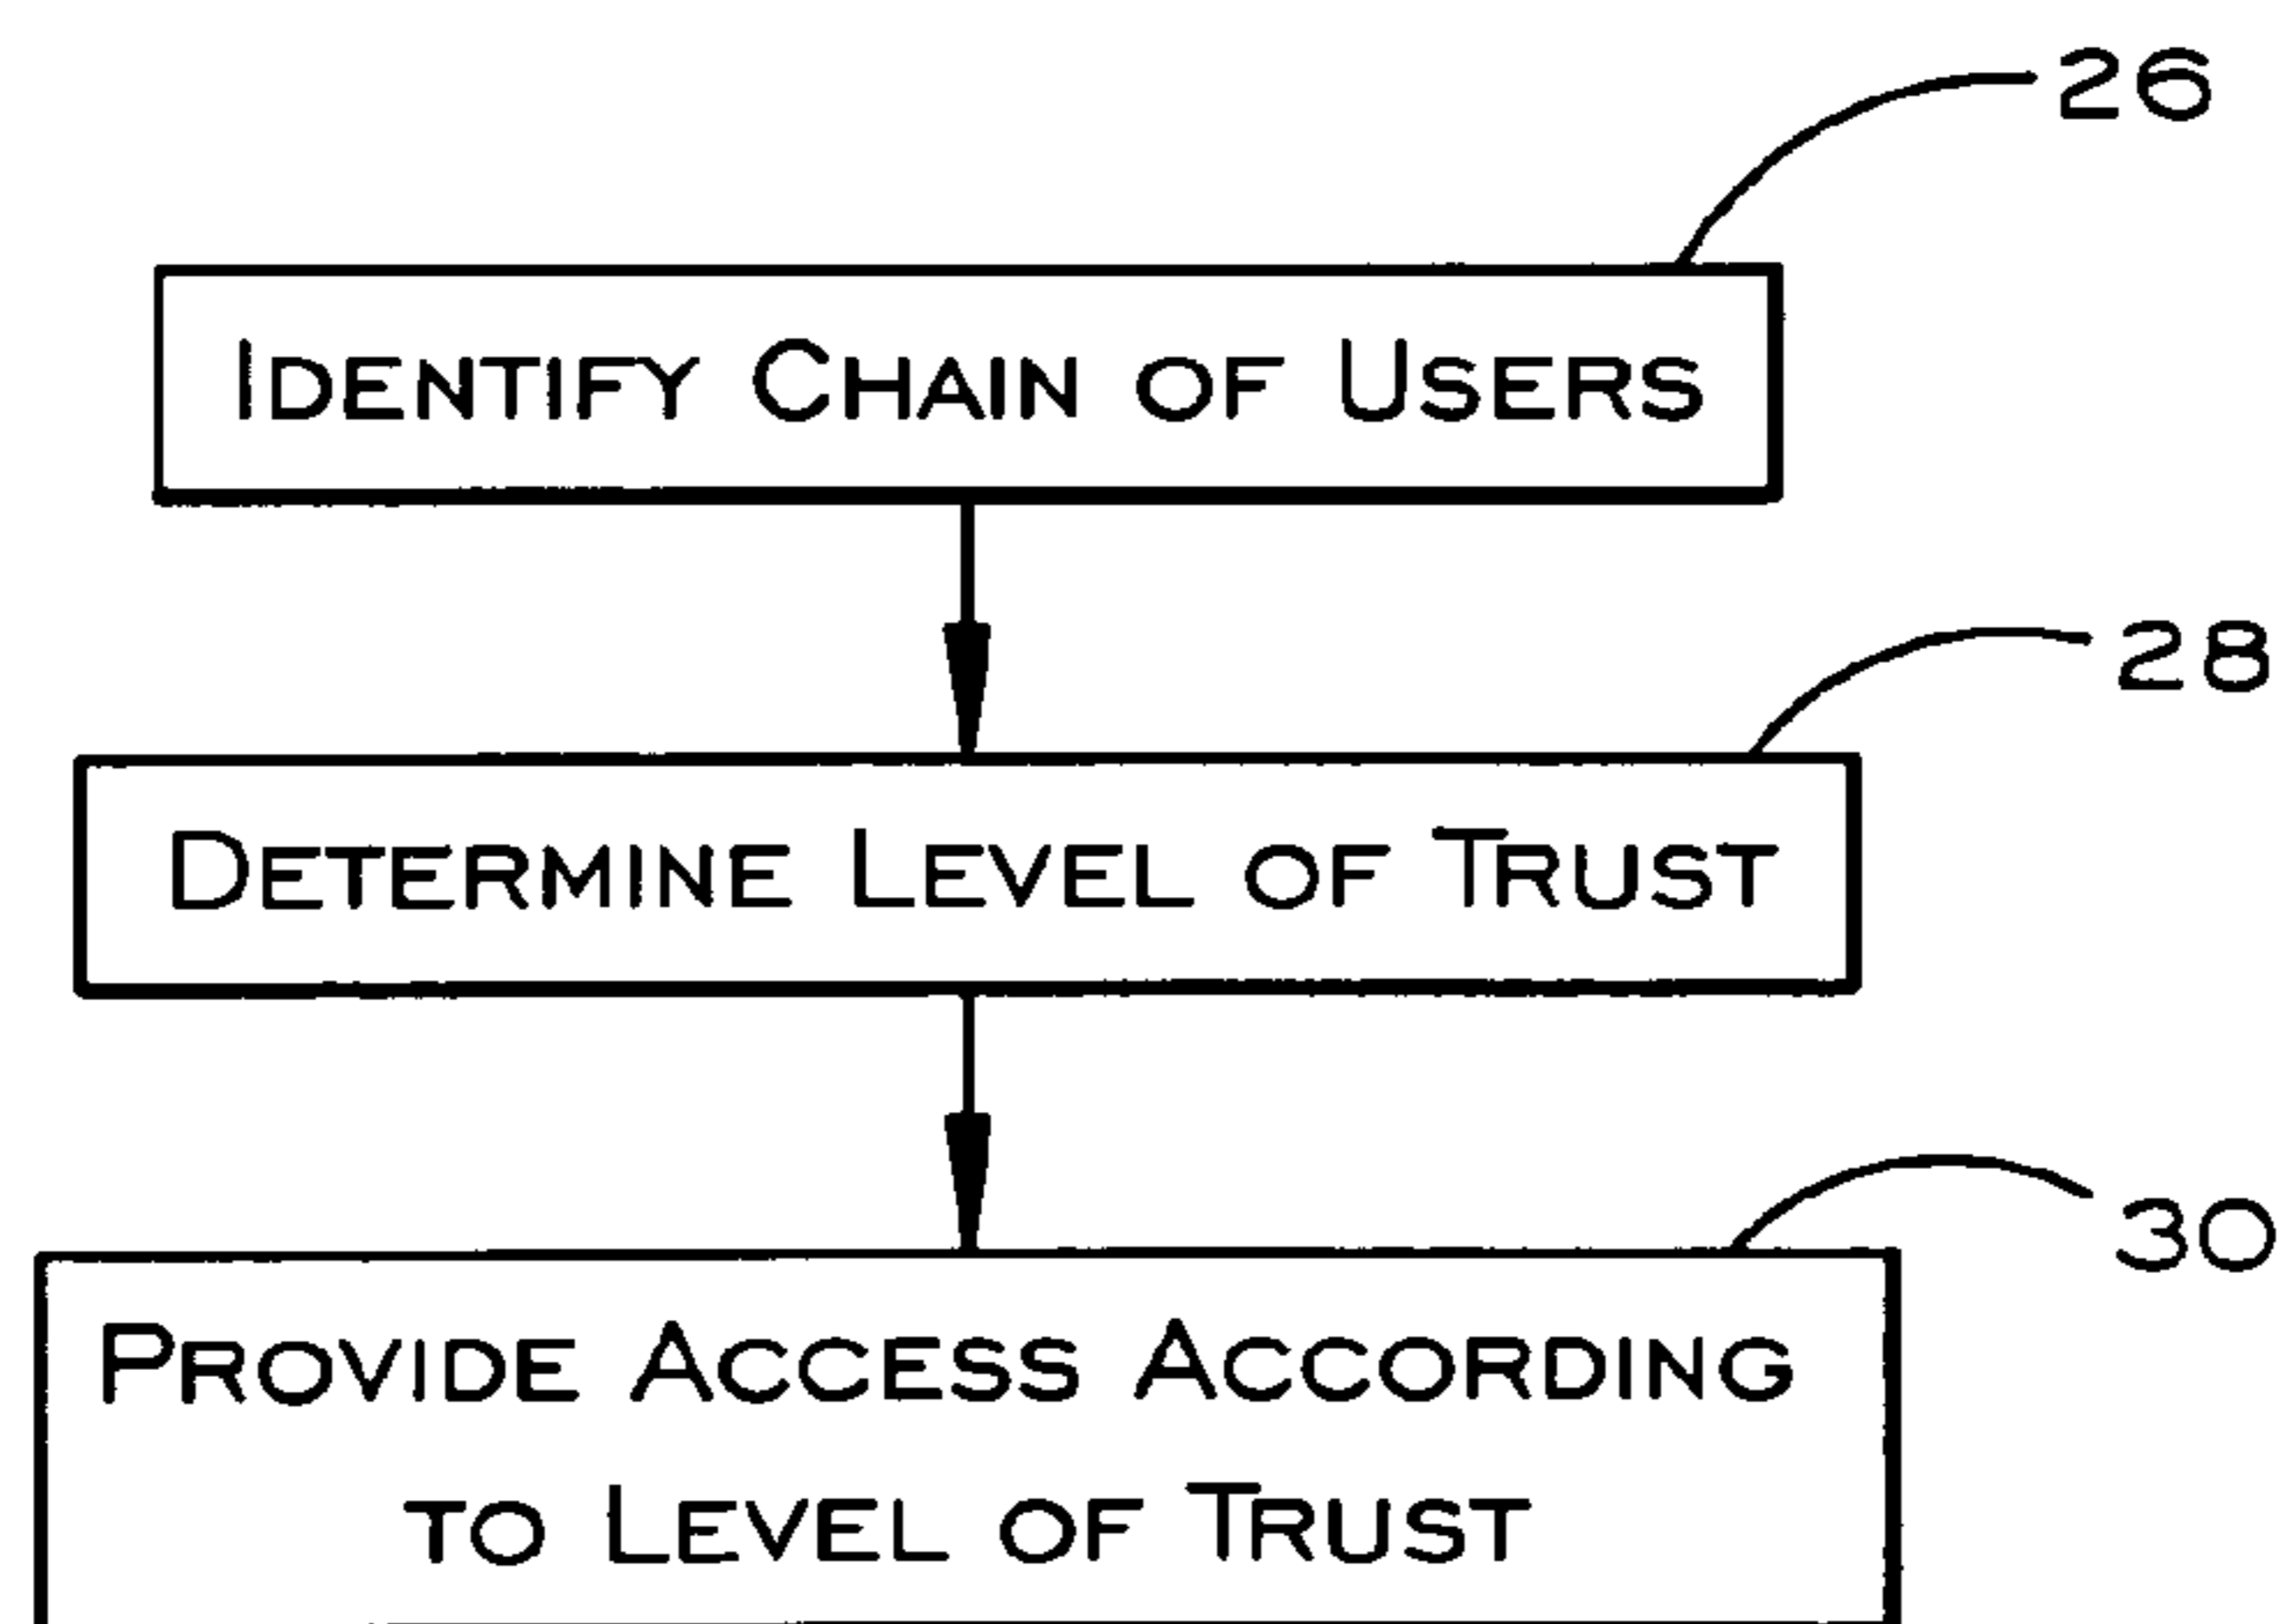 26
IDENTIFY CHAIN OF USERS
28
DETERMINE LEVEL OF TRUST
30
PROVIDE ACCESS ACCORDING
TO LEVEL OF TRUST